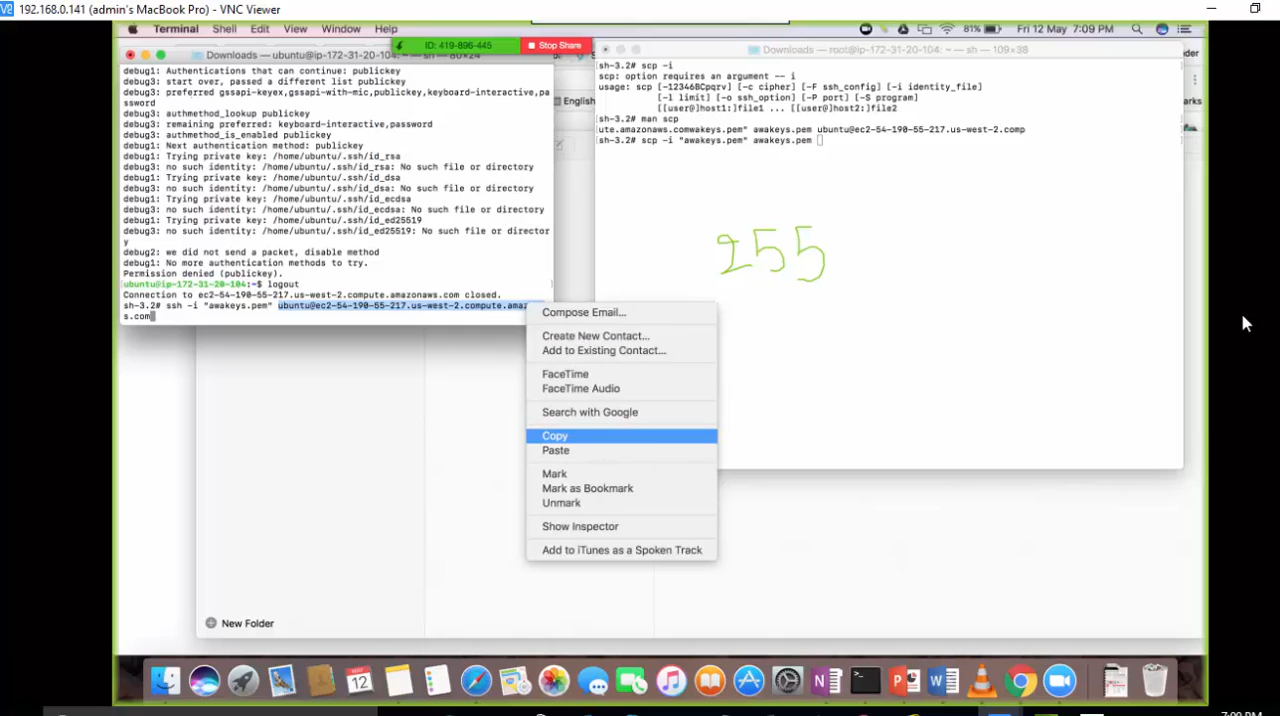 192.168.0.141 (admin's MacBook Pro) - VNC Viewer
Terminal Shell Edit View Window Help
81% Fri 12 May 7:09 PM
ID: 419-896-445 Stop Share
Downloads — ubuntu@ip-172-31-20-104: ~ — sh — 80×24
debug1: Authentications that can continue: publickey
debug3: start over, passed a different list publickey
debug3: preferred gssapi-keyex,gssapi-with-mic,publickey,keyboard-interactive,pa
ssword
debug3: authmethod_lookup publickey
debug3: remaining preferred: keyboard-interactive,password
debug3: authmethod_is_enabled publickey
debug1: Next authentication method: publickey
debug1: Trying private key: /home/ubuntu/.ssh/id_rsa
debug3: no such identity: /home/ubuntu/.ssh/id_rsa: No such file or directory
debug1: Trying private key: /home/ubuntu/.ssh/id_dsa
debug3: no such identity: /home/ubuntu/.ssh/id_dsa: No such file or directory
debug1: Trying private key: /home/ubuntu/.ssh/id_ecdsa
debug3: no such identity: /home/ubuntu/.ssh/id_ecdsa: No such file or directory
debug1: Trying private key: /home/ubuntu/.ssh/id_ed25519
debug3: no such identity: /home/ubuntu/.ssh/id_ed25519: No such file or director
y
debug2: we did not send a packet, disable method
debug1: No more authentication methods to try.
Permission denied (publickey).
ubuntu@ip-172-31-20-104:~$ logout
Connection to ec2-54-190-55-217.us-west-2.compute.amazonaws.com closed.
sh-3.2# ssh -i "awakeys.pem" ubuntu@ec2-54-190-55-217.us-west-2.compute.amaz
s.com
English
Downloads — root@ip-172-31-20-104: ~ — sh — 109×38
sh-3.2# scp -i
scp: option requires an argument -- i
usage: scp [-12346BCpqrv] [-c cipher] [-F ssh_config] [-i identity_file]
[-l limit] [-o ssh_option] [-P port] [-S program]
[[user@]host1:]file1 ... [[user@]host2:]file2
sh-3.2# man scp
ute.amazonaws.comwakeys.pem" awakeys.pem ubuntu@ec2-54-190-55-217.us-west-2.comp
sh-3.2# scp -i "awakeys.pem" awakeys.pem
255
Compose Email...
Create New Contact...
Add to Existing Contact...
FaceTime
FaceTime Audio
Search with Google
Copy
Paste
Mark
Mark as Bookmark
Unmark
Show Inspector
Add to iTunes as a Spoken Track
New Folder